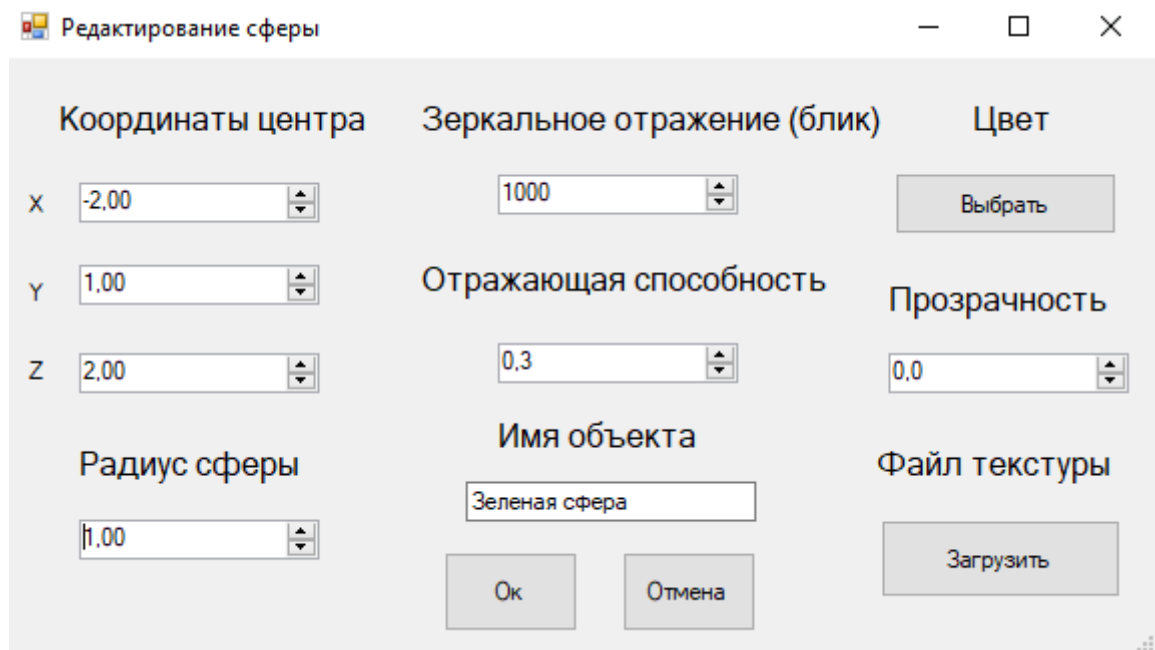 Редактирование сферы
Координаты центра
Зеркальное отражение (блик)
Цвет
X
-2,00
1000
Выбрать
Y
1,00
Отражающая способность
Прозрачность
Z
2,00
0,3
0,0
Имя объекта
Радиус сферы
Файл текстуры
Зеленая сфера
1,00
Загрузить
Ок
Отмена